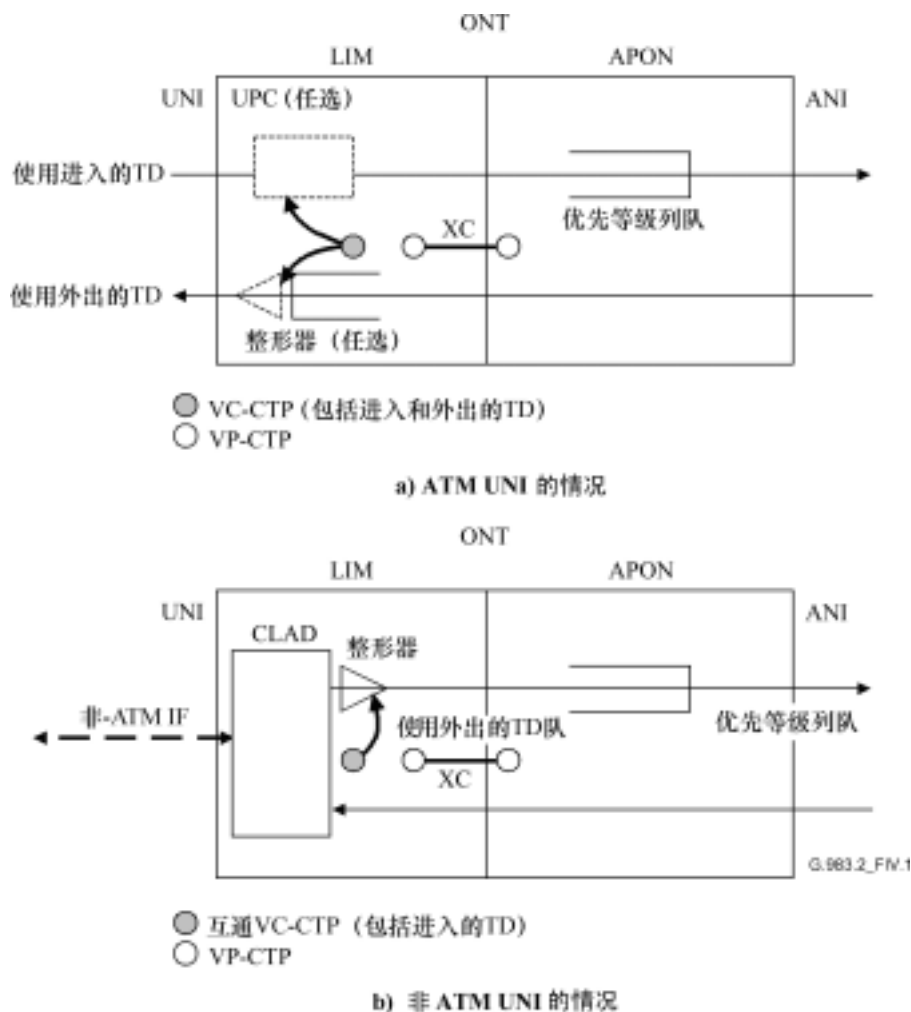 ONT
LIM
APON
UNI
UPC (任选)
ANI
使用进入的TD
优先等级列队
XC
使用外出的TD
整形器 (任选)
VC-CTP (包括进入和外出的TD)
VP-CTP
a) ATM UNI 的情况
ONT
LIM
APON
UNI
ANI
CLAD
整形器
非-ATM IF
使用外出的TD队
优先等级列队
XC
G.983.2_FIV.1
互通VC-CTP (包括进入的TD)
VP-CTP
b) 非 ATM UNI 的情况